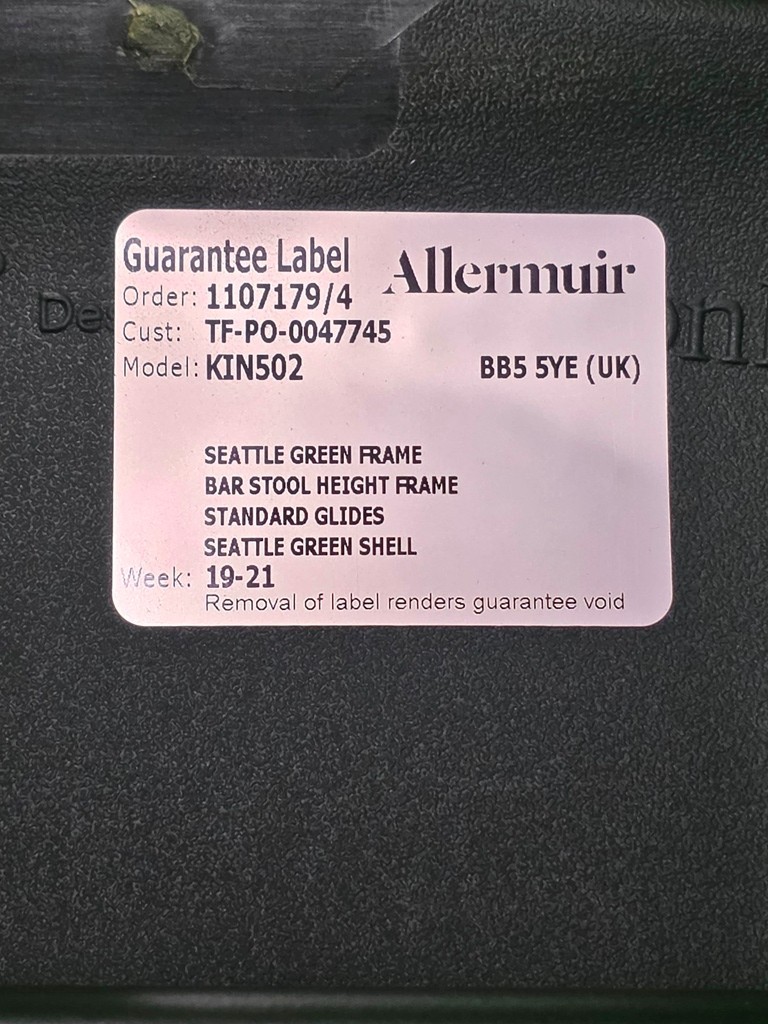 Guarantee Label
Allermuir
Order: 1107179/4
Cust: TF-PO-0047745
Model: KIN502
BB5 5YE (UK)
SEATTLE GREEN FRAME
BAR STOOL HEIGHT FRAME
STANDARD GLIDES
SEATTLE GREEN SHELL
Week: 19-21
Removal of label renders guarantee void